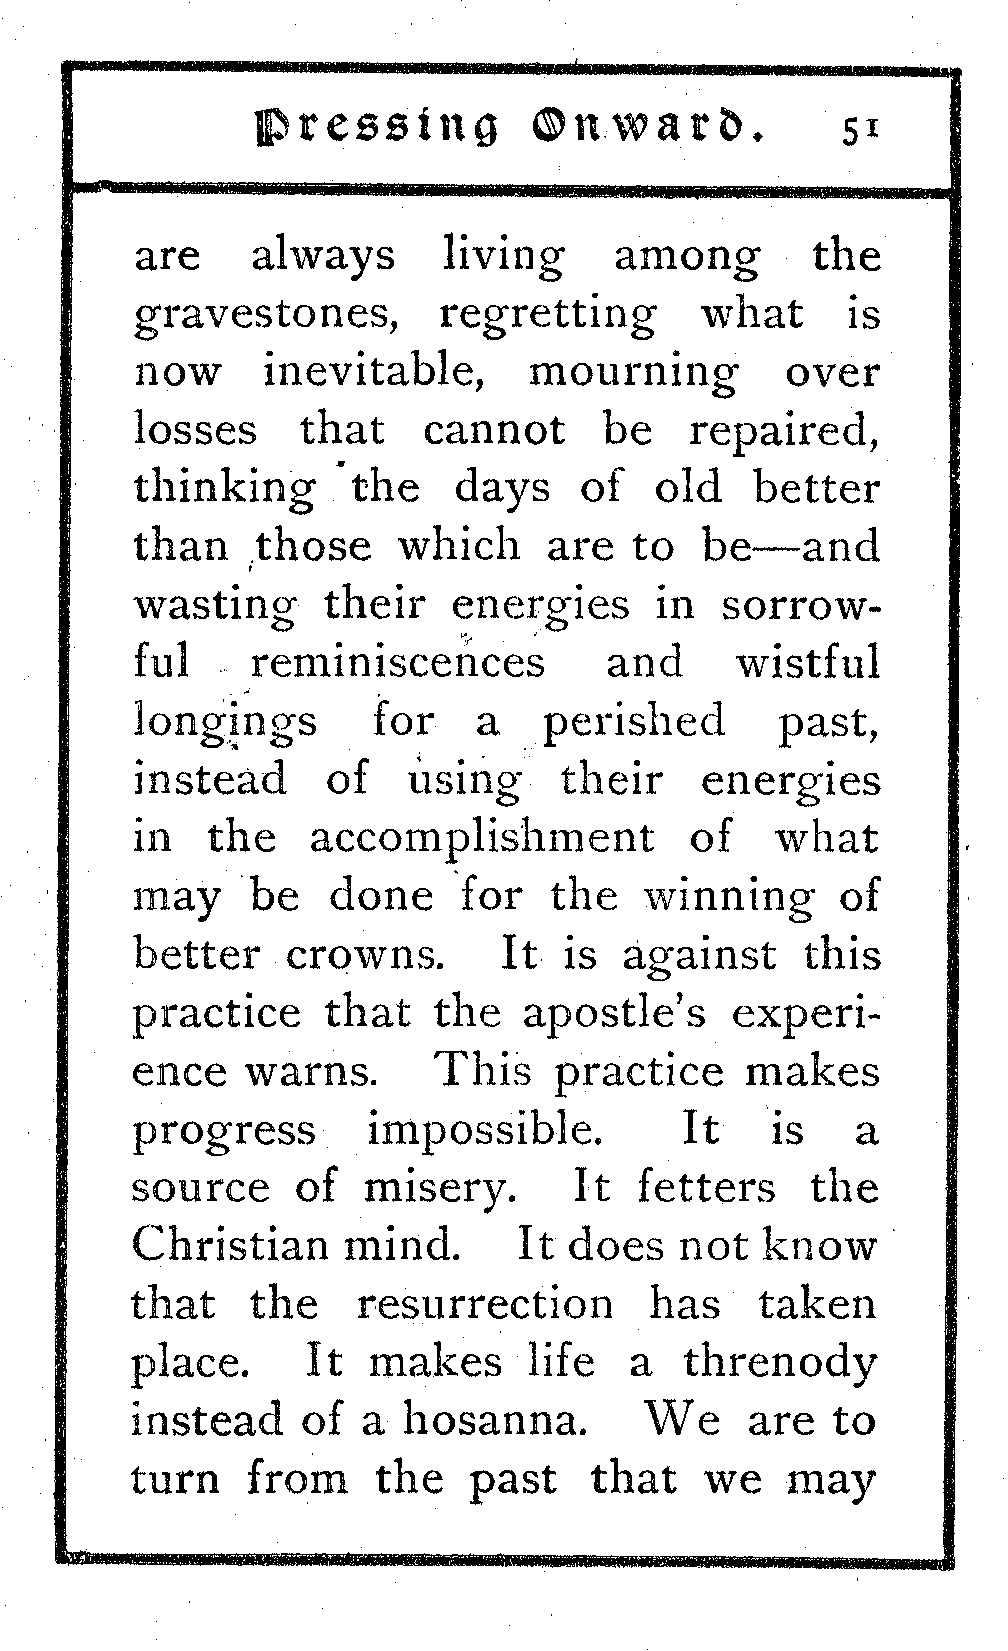 Pressing Onward. 51
are always living among the
gravestones, regretting what is
now inevitable, mourning over
losses that cannot be repaired,
thinking the days of old better
than those which are to be—and
wasting their energies in sorrow-
ful reminiscences and wistful
longings for a perished past,
instead of using their energies
in the accomplishment of what
may be done for the winning of
better crowns. It is against this
practice that the apostle's experi-
ence warns. This practice makes
progress impossible. It is a
source of misery. It fetters the
Christian mind. It does not know
that the resurrection has taken
place. It makes life a threnody
instead of a hosanna. We are to
turn from the past that we may